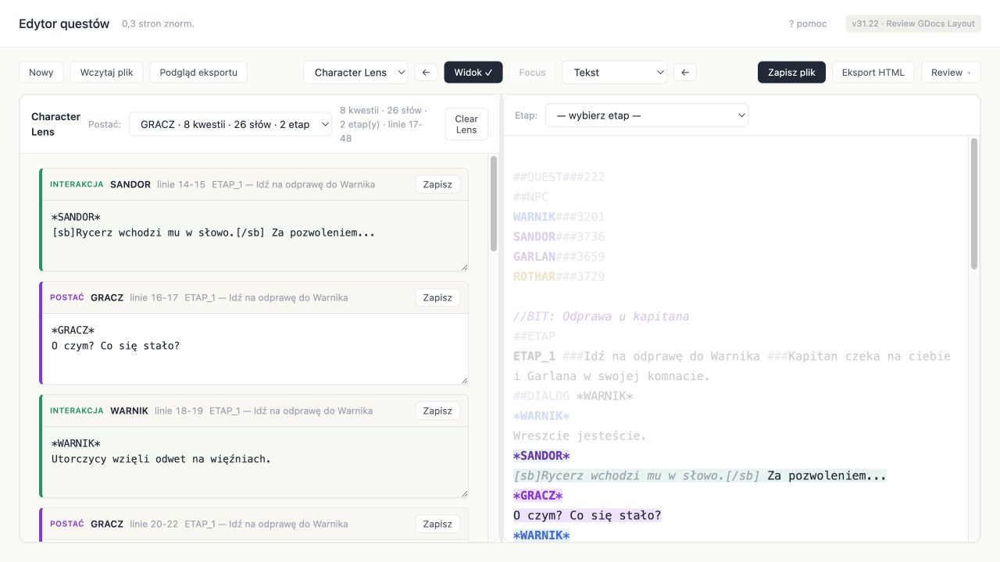 Edytor questów
0,3 stron znorm.
? pomoc
v31.22 · Review GDocs Layout
Nowy
Wczytaj plik
Podgląd eksportu
Character Lens
←
Widok ✓
Focus
Tekst
←
Zapisz plik
Eksport HTML
Review
Character
Lens
Postać:
GRACZ · 8 kwestii · 26 słów · 2 etap
8 kwestii · 26 słów ·
2 etap(y) · linie 17-
48
Clear
Lens
INTERAKCJA SANDOR linie 14-15 ETAP_1 — Idź na odprawę do Warnika
Zapisz
*SANDOR*
[sb]Rycerz wchodzi mu w słowo.[/sb] Za pozwoleniem...
POSTAĆ GRACZ linie 16-17 ETAP_1 — Idź na odprawę do Warnika
Zapisz
*GRACZ*
O czym? Co się stało?
INTERAKCJA WARNIK linie 18-19 ETAP_1 — Idź na odprawę do Warnika
Zapisz
*WARNIK*
Utorczycy wzięli odwet na więźniach.
POSTAĆ GRACZ linie 20-22 ETAP_1 — Idź na odprawę do Warnika
Zapisz
Etap:
— wybierz etap —
##QUEST###222
##NPC
WARNIK###3201
SANDOR###3736
GARLAN###3659
ROTHAR###3729
//BIT: Odprawa u kapitana
##ETAP
ETAP_1 ###Idź na odprawę do Warnika ###Kapitan czeka na ciebie
i Garlana w swojej komnacie.
##DIALOG *WARNIK*
*WARNIK*
Wreszcie jesteście.
*SANDOR*
[sb]Rycerz wchodzi mu w słowo.[/sb] Za pozwoleniem...
*GRACZ*
O czym? Co się stało?
*WARNIK*